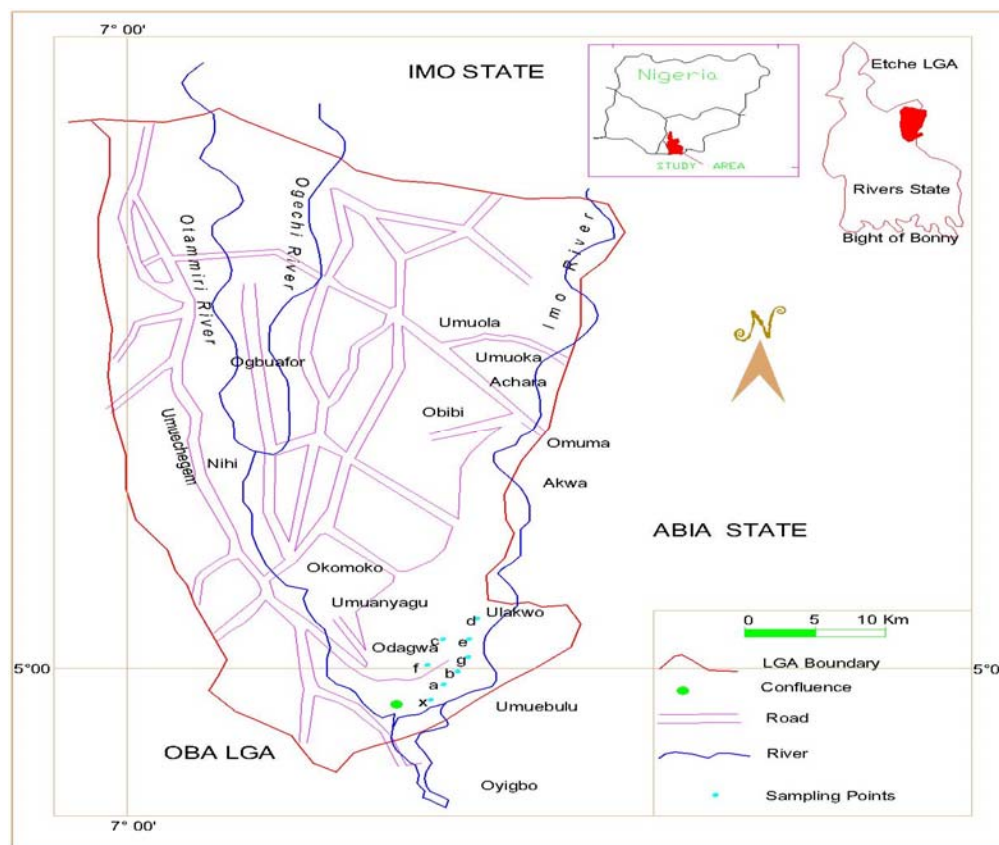 7° 00'
IMO STATE
Nigeria
STUDY AREA
Etche LGA
Rivers State
Bight of Bonny
Otammiri River
Ogechi River
Imo River
N
Umuola
Ogbuafor
Umuoka
Achara
Obibi
Umuechegem
Nihi
Omuma
Akwa
ABIA STATE
Okomoko
Umuanyagu
Ulakwo
d
c
e
Odagwa
g
f
b
a
x
5°00
5°0
Umuebulu
OBA LGA
Oyigbo
7° 00'
0 5 10 Km
LGA Boundary
Confluence
Road
River
Sampling Points